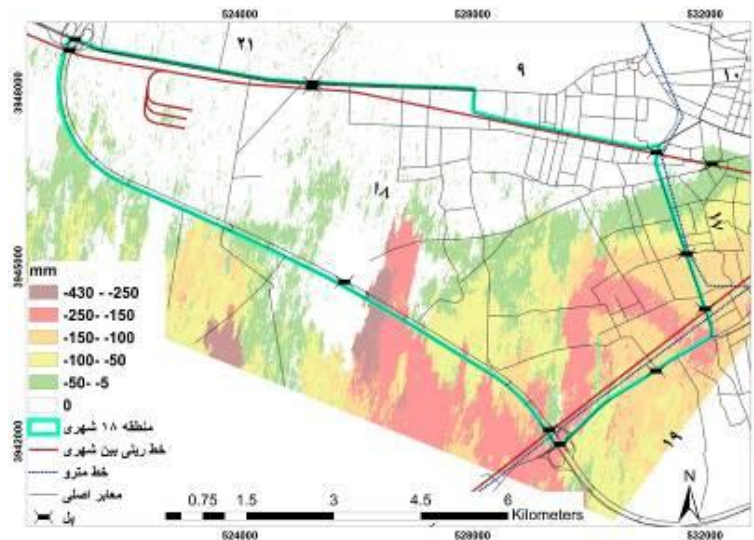 524000 528000 532000
۲۱
۹
۱۰
3948000
۱۸
۱۷
3945000
mm
-430 - -250
-250 - -150
-150 - -100
-100 - -50
-50 - -5
0
منطقه ۱۸ شهری
خط ریلی بین شهری
خط مترو
معابر اصلی
پل
3942000
۱۹
N
0.75 1.5 3 4.5 6
Kilometers
524000 528000 532000